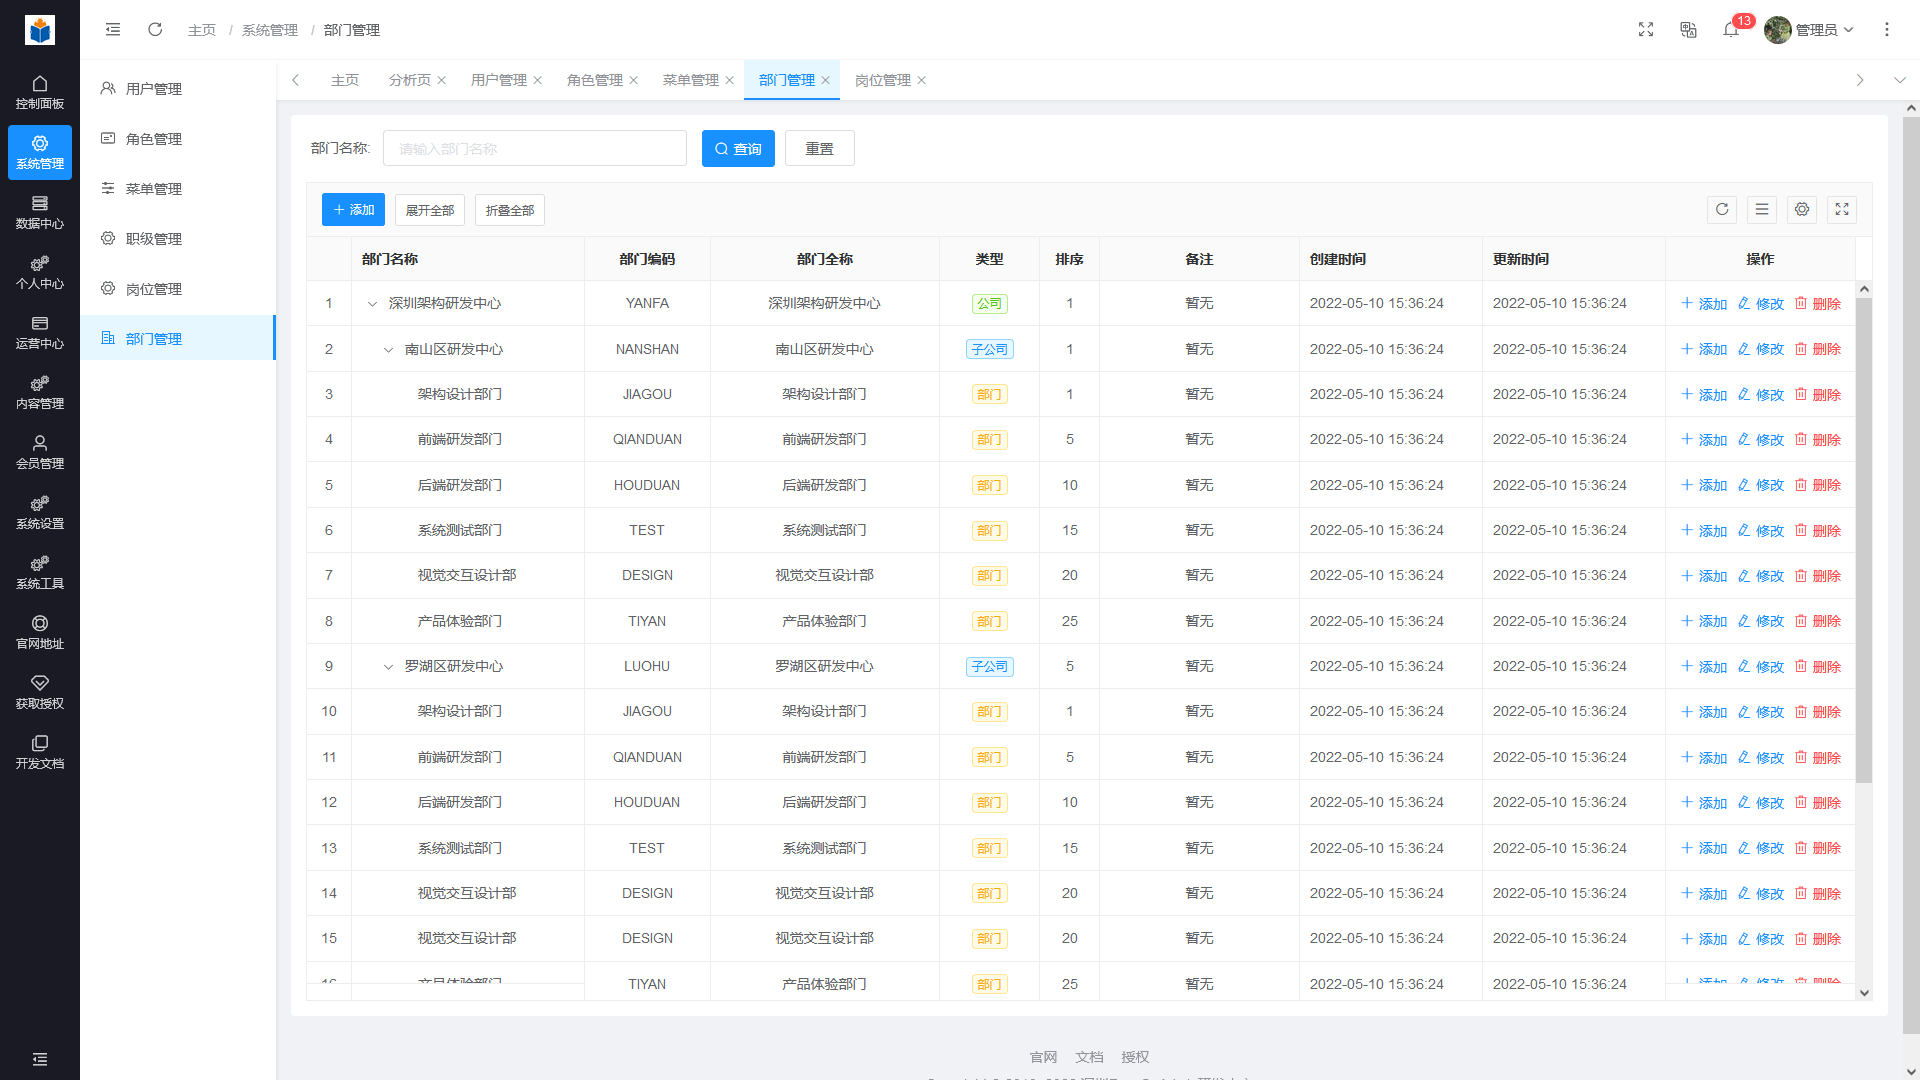 主页 / 系统管理 / 部门管理
13
管理员
控制面板
系统管理
数据中心
个人中心
运营中心
内容管理
会员管理
系统设置
系统工具
官网地址
获取授权
开发文档
用户管理
角色管理
菜单管理
职级管理
岗位管理
部门管理
主页 分析页 用户管理 角色管理 菜单管理 部门管理 岗位管理
部门名称: 请输入部门名称 查询 重置
添加 展开全部 折叠全部
部门名称 部门编码 部门全称 类型 排序 备注 创建时间 更新时间 操作
1 深圳架构研发中心 YANFA 深圳架构研发中心 公司 1 暂无 2022-05-10 15:36:24 2022-05-10 15:36:24 添加 修改 删除
2 南山区研发中心 NANSHAN 南山区研发中心 子公司 1 暂无 2022-05-10 15:36:24 2022-05-10 15:36:24 添加 修改 删除
3 架构设计部门 JIAGOU 架构设计部门 部门 1 暂无 2022-05-10 15:36:24 2022-05-10 15:36:24 添加 修改 删除
4 前端研发部门 QIANDUAN 前端研发部门 部门 5 暂无 2022-05-10 15:36:24 2022-05-10 15:36:24 添加 修改 删除
5 后端研发部门 HOUDUAN 后端研发部门 部门 10 暂无 2022-05-10 15:36:24 2022-05-10 15:36:24 添加 修改 删除
6 系统测试部门 TEST 系统测试部门 部门 15 暂无 2022-05-10 15:36:24 2022-05-10 15:36:24 添加 修改 删除
7 视觉交互设计部 DESIGN 视觉交互设计部 部门 20 暂无 2022-05-10 15:36:24 2022-05-10 15:36:24 添加 修改 删除
8 产品体验部门 TIYAN 产品体验部门 部门 25 暂无 2022-05-10 15:36:24 2022-05-10 15:36:24 添加 修改 删除
9 罗湖区研发中心 LUOHU 罗湖区研发中心 子公司 5 暂无 2022-05-10 15:36:24 2022-05-10 15:36:24 添加 修改 删除
10 架构设计部门 JIAGOU 架构设计部门 部门 1 暂无 2022-05-10 15:36:24 2022-05-10 15:36:24 添加 修改 删除
11 前端研发部门 QIANDUAN 前端研发部门 部门 5 暂无 2022-05-10 15:36:24 2022-05-10 15:36:24 添加 修改 删除
12 后端研发部门 HOUDUAN 后端研发部门 部门 10 暂无 2022-05-10 15:36:24 2022-05-10 15:36:24 添加 修改 删除
13 系统测试部门 TEST 系统测试部门 部门 15 暂无 2022-05-10 15:36:24 2022-05-10 15:36:24 添加 修改 删除
14 视觉交互设计部 DESIGN 视觉交互设计部 部门 20 暂无 2022-05-10 15:36:24 2022-05-10 15:36:24 添加 修改 删除
15 视觉交互设计部 DESIGN 视觉交互设计部 部门 20 暂无 2022-05-10 15:36:24 2022-05-10 15:36:24 添加 修改 删除
16 产品体验部门 TIYAN 产品体验部门 部门 25 暂无 2022-05-10 15:36:24 2022-05-10 15:36:24 添加 修改 删除
官网 文档 授权